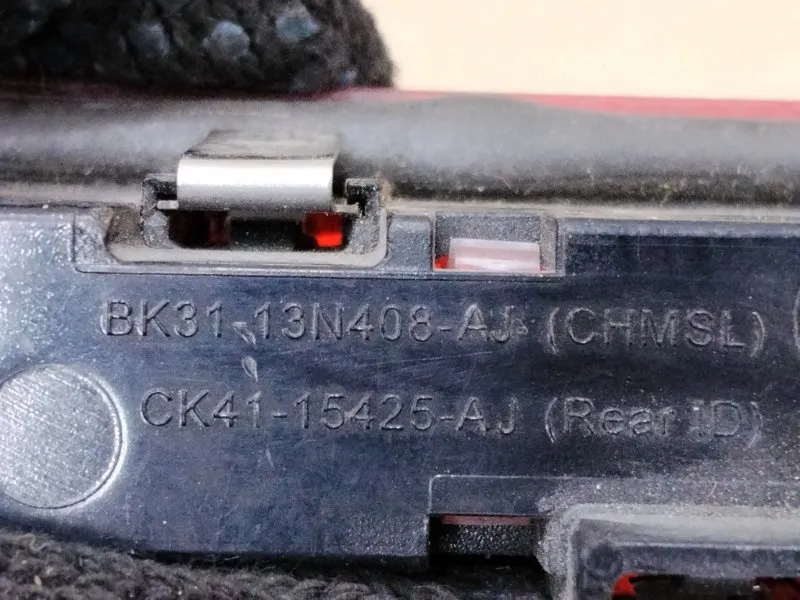 BK31-13N408-AJ (CHMSL)
CK41-15425-AJ (Rear ID)